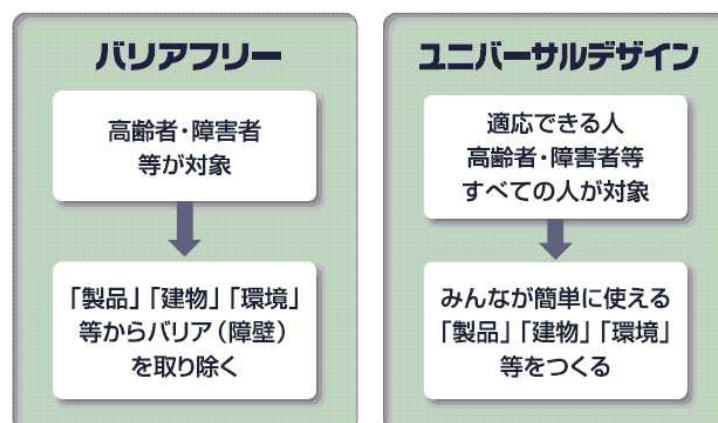 バリアフリー
高齢者・障害者
等が対象
「製品」「建物」「環境」
等からバリア(障壁)
を取り除く
ユニバーサルデザイン
適応できる人
高齢者・障害者等
すべての人が対象
みんなが簡単に使える
「製品」「建物」「環境」
等をつくる